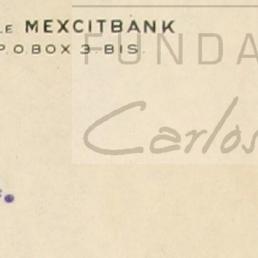 LE MEXCITBANK
P.O.BOX 3-BIS.
FUNDA
Carlos